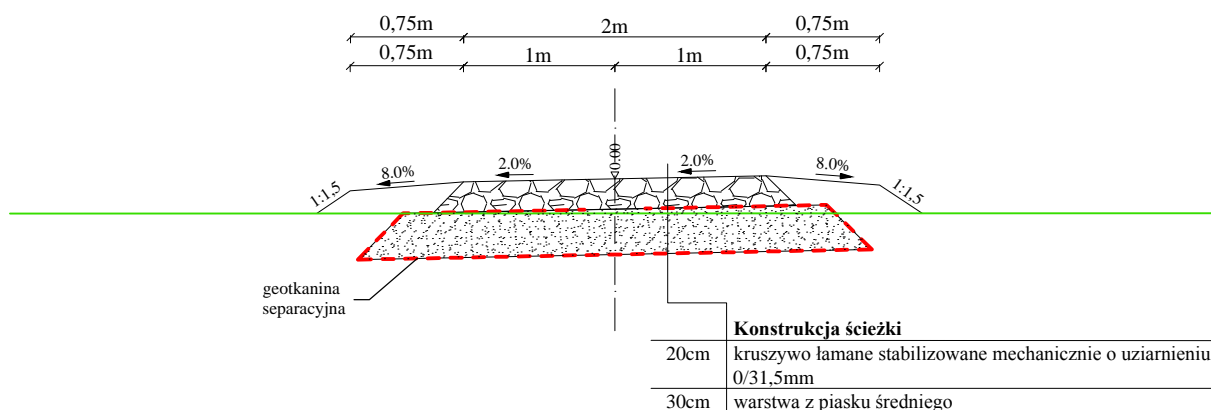 0,75m 2m 0,75m
0,75m 1m 1m 0,75m
1:1,5 8.0% 2.0% 0.00 2.0% 8.0% 1:1,5
geotkanina
separacyjna
Konstrukcja ścieżki
20cm kruszywo łamane stabilizowane mechanicznie o uziarnieniu
0/31,5mm
30cm warstwa z piasku średniego